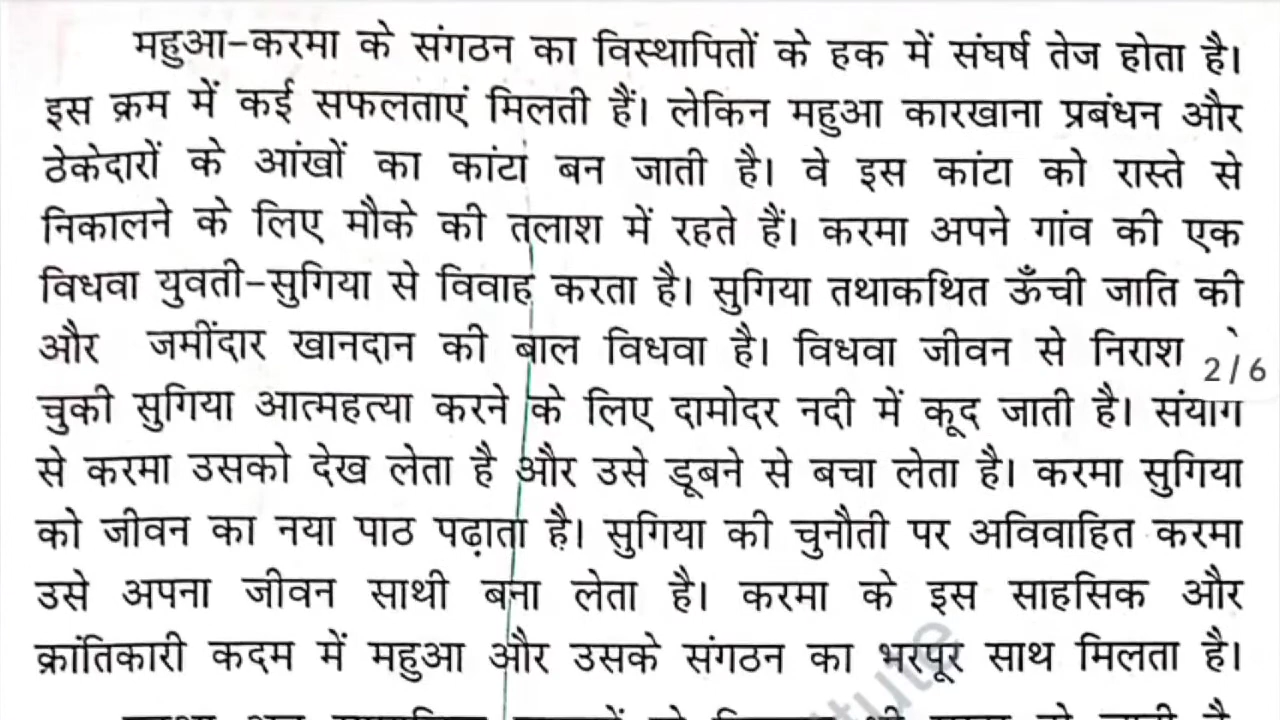 महुआ-करमा के संगठन का विस्थापितों के हक में संघर्ष तेज होता है।
इस क्रम में कई सफलताएं मिलती हैं। लेकिन महुआ कारखाना प्रबंधन और
ठेकेदारों के आंखों का कांटा बन जाती है। वे इस कांटा को रास्ते से
निकालने के लिए मौके की तलाश में रहते हैं। करमा अपने गांव की एक
विधवा युवती-सुगिया से विवाह करता है। सुगिया तथाकथित ऊँची जाति की
और जमींदार खानदान की बाल विधवा है। विधवा जीवन से निराश
2/6
चुकी सुगिया आत्महत्या करने के लिए दामोदर नदी में कूद जाती है। संयाग
से करमा उसको देख लेता है और उसे डूबने से बचा लेता है। करमा सुगिया
को जीवन का नया पाठ पढ़ाता है। सुगिया की चुनौती पर अविवाहित करमा
उसे अपना जीवन साथी बना लेता है। करमा के इस साहसिक और
क्रांतिकारी कदम में महुआ और उसके संगठन का भरपूर साथ मिलता है।